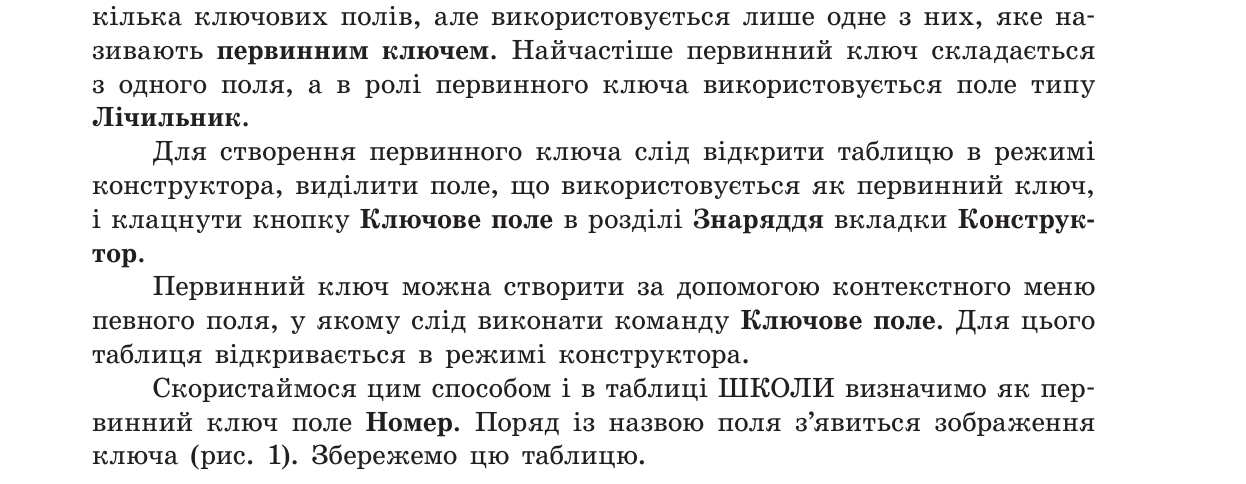 кілька ключових полів, але використовується лише одне з них, яке на-
зивають первинним ключем. Найчастіше первинний ключ складається
з одного поля, а в ролі первинного ключа використовується поле типу
Лічильник.
Для створення первинного ключа слід відкрити таблицю в режимі
конструктора, виділити поле, що використовується як первинний ключ,
і клацнути кнопку Ключове поле в розділі Знаряддя вкладки Конструк-
тор.
Первинний ключ можна створити за допомогою контекстного меню
певного поля, у якому слід виконати команду Ключове поле. Для цього
таблиця відкривається в режимі конструктора.
Скористаймося цим способом і в таблиці ШКОЛИ визначимо як пер-
винний ключ поле Номер. Поряд із назвою поля з’явиться зображення
ключа (рис. 1). Збережемо цю таблицю.